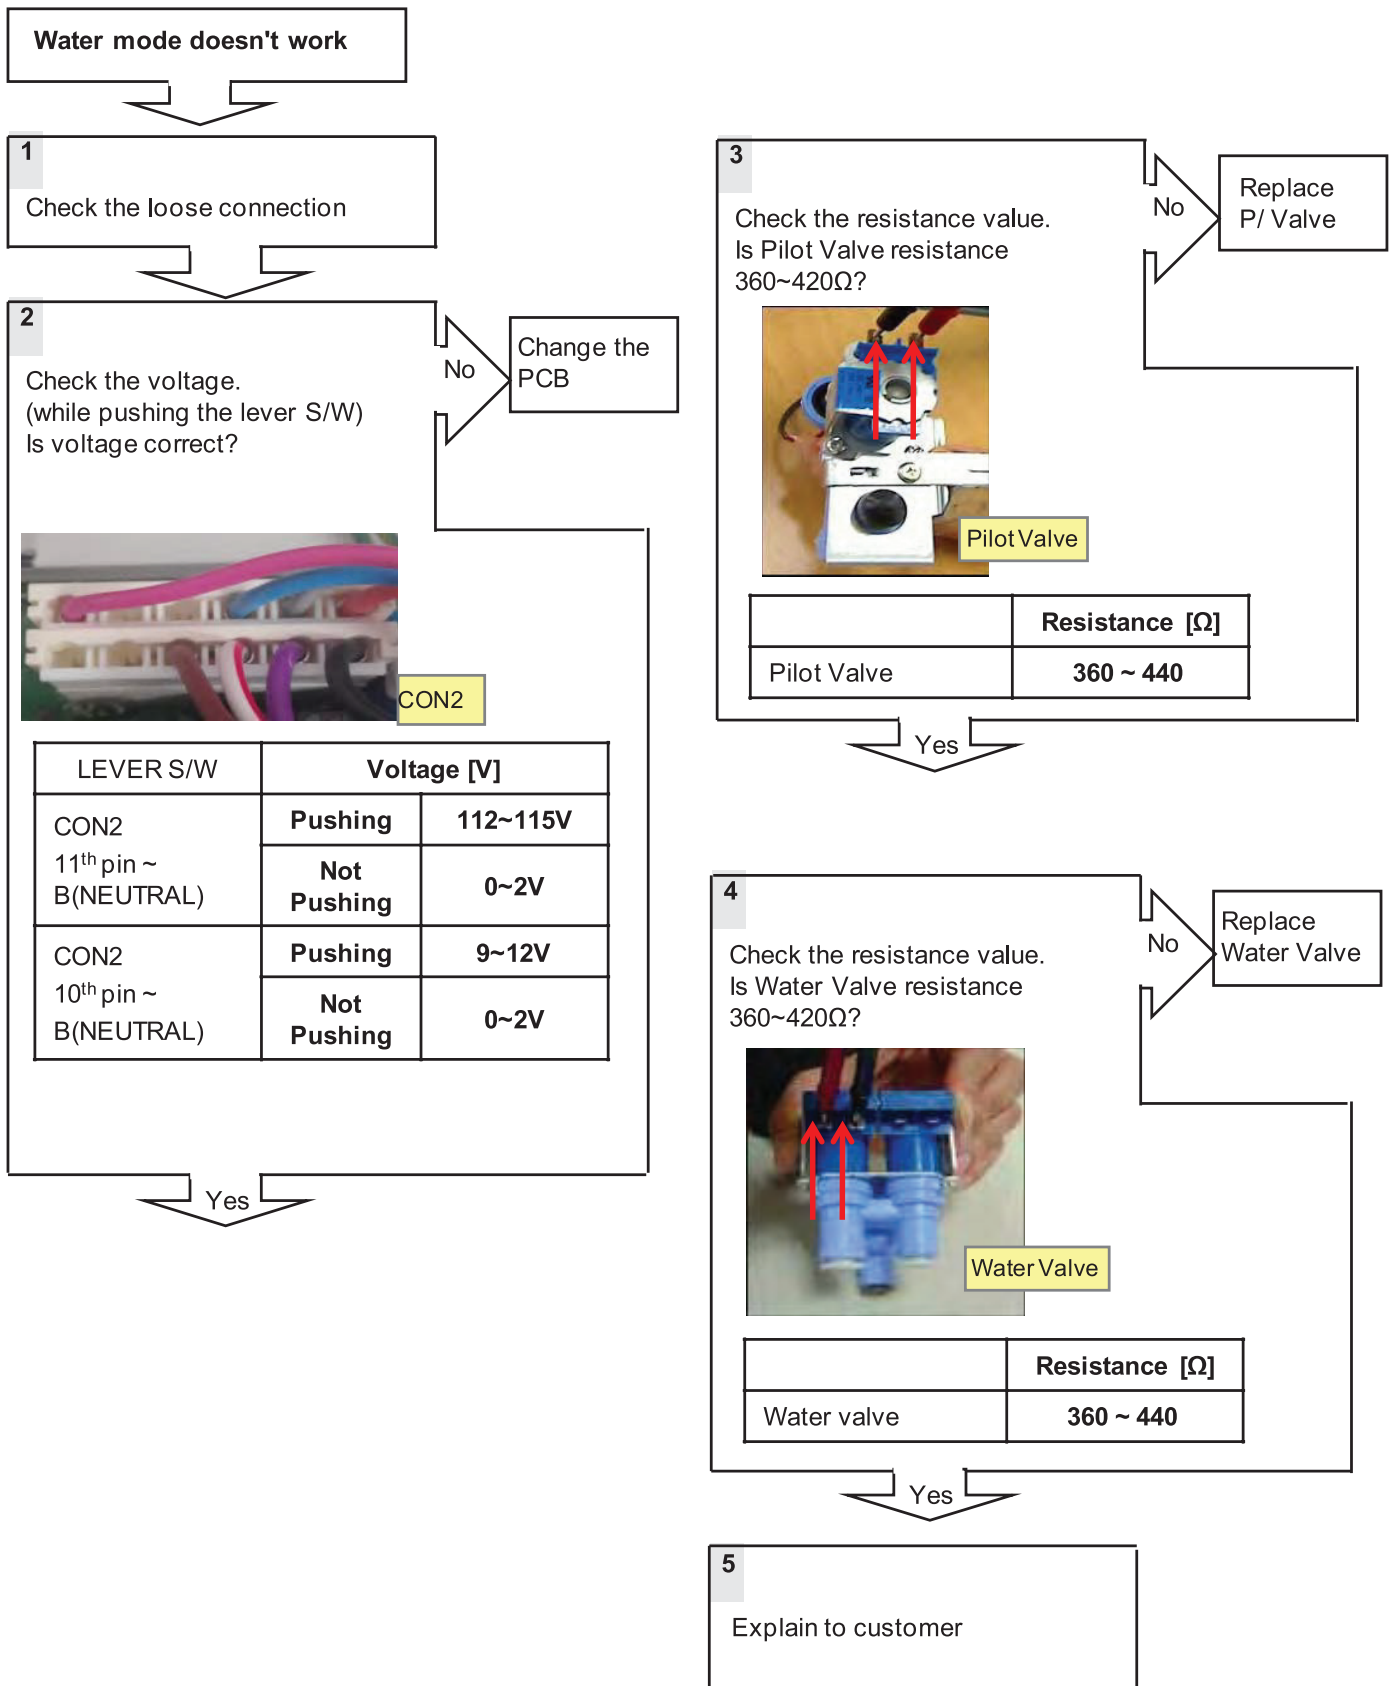 Water mode doesn't work
1
Check the loose connection
2
Check the voltage.
(while pushing the lever S/W)
Is voltage correct?
No
Change the
PCB
CON2
LEVER S/W
Voltage [V]
CON2
11th pin ~
B(NEUTRAL)
Pushing
112~115V
Not
Pushing
0~2V
CON2
10th pin ~
B(NEUTRAL)
Pushing
9~12V
Not
Pushing
0~2V
Yes
3
Check the resistance value.
Is Pilot Valve resistance
360~420Ω?
No
Replace
P/ Valve
Pilot Valve
Resistance [Ω]
Pilot Valve
360 ~ 440
Yes
4
Check the resistance value.
Is Water Valve resistance
360~420Ω?
No
Replace
Water Valve
Water Valve
Resistance [Ω]
Water valve
360 ~ 440
Yes
5
Explain to customer